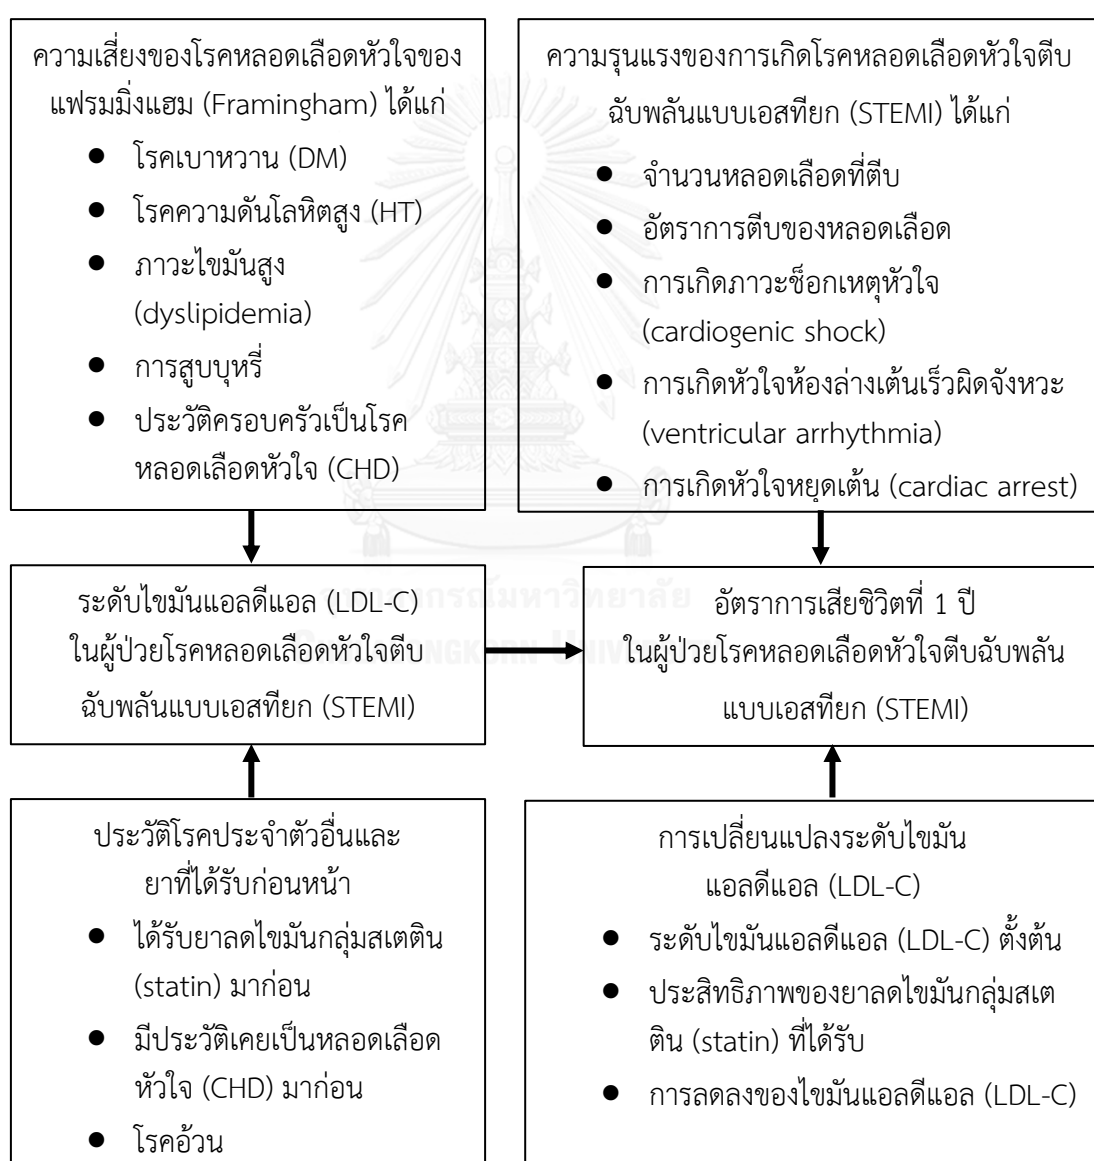 ความเสี่ยงของโรคหลอดเลือดหัวใจของ
แฟรมมิ่งแฮม (Framingham) ได้แก่
● โรคเบาหวาน (DM)
● โรคความดันโลหิตสูง (HT)
● ภาวะไขมันสูง
(dyslipidemia)
● การสูบบุหรี่
● ประวัติครอบครัวเป็นโรค
หลอดเลือดหัวใจ (CHD)
ความรุนแรงของการเกิดโรคหลอดเลือดหัวใจตีบ
ฉับพลันแบบเอสทียก (STEMI) ได้แก่
● จำนวนหลอดเลือดที่ตีบ
● อัตราการตีบของหลอดเลือด
● การเกิดภาวะช็อกเหตุหัวใจ
(cardiogenic shock)
● การเกิดหัวใจห้องล่างเต้นเร็วผิดจังหวะ
(ventricular arrhythmia)
● การเกิดหัวใจหยุดเต้น (cardiac arrest)
ระดับไขมันแอลดีแอล (LDL-C)
ในผู้ป่วยโรคหลอดเลือดหัวใจตีบ
ฉับพลันแบบเอสทียก (STEMI)
อัตราการเสียชีวิตที่ 1 ปี
ในผู้ป่วยโรคหลอดเลือดหัวใจตีบฉับพลัน
แบบเอสทียก (STEMI)
ประวัติโรคประจำตัวอื่นและ
ยาที่ได้รับก่อนหน้า
● ได้รับยาลดไขมันกลุ่มสเตติน
(statin) มาก่อน
● มีประวัติเคยเป็นหลอดเลือด
หัวใจ (CHD) มาก่อน
● โรคอ้วน
การเปลี่ยนแปลงระดับไขมัน
แอลดีแอล (LDL-C)
● ระดับไขมันแอลดีแอล (LDL-C) ตั้งต้น
● ประสิทธิภาพของยาลดไขมันกลุ่มสเต
ติน (statin) ที่ได้รับ
● การลดลงของไขมันแอลดีแอล (LDL-C)